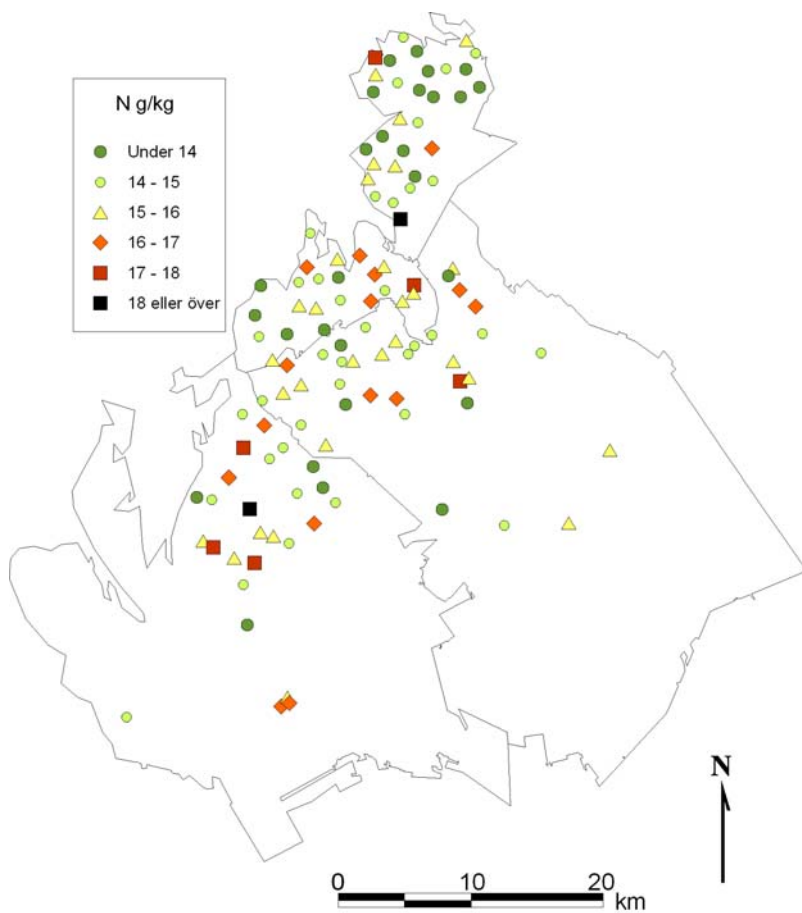 N g/kg
Under 14
14 - 15
15 - 16
16 - 17
17 - 18
18 eller över
N
0 10 20
km